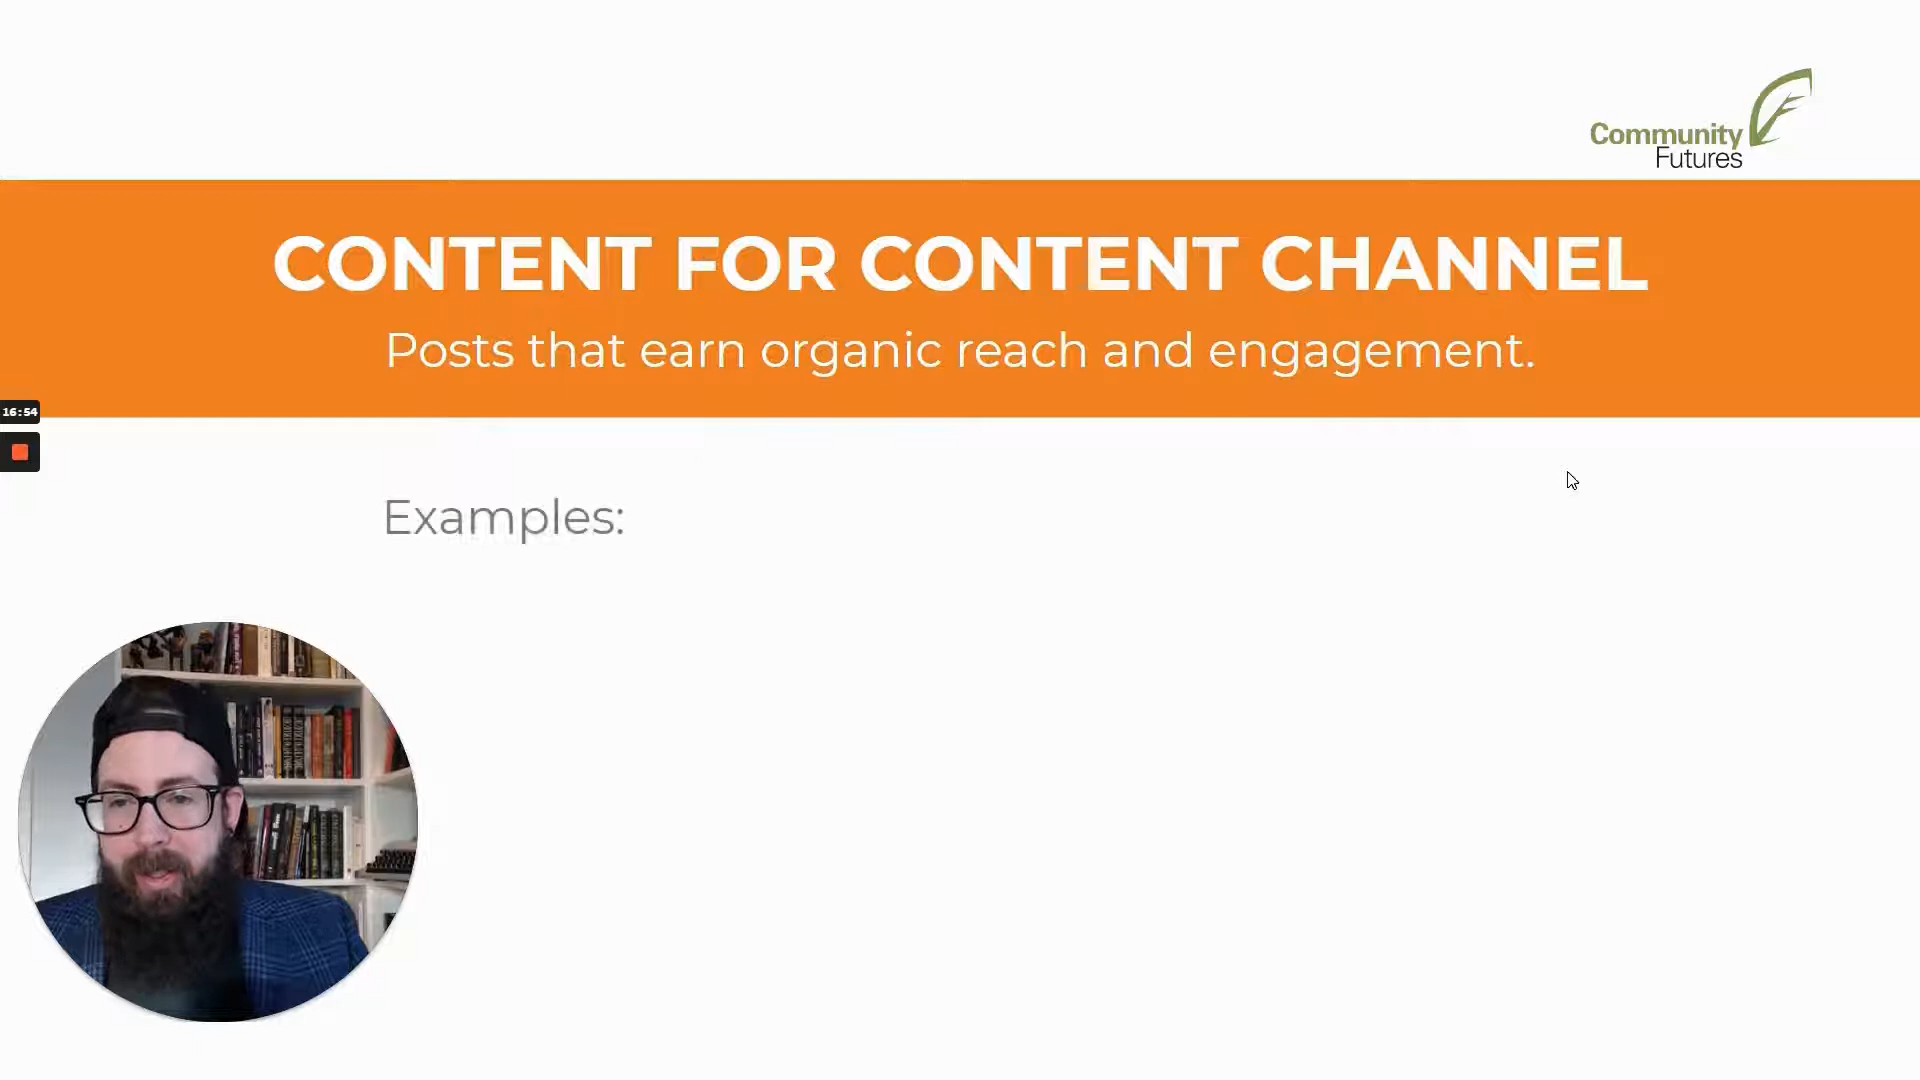 Community
Futures
CONTENT FOR CONTENT CHANNEL
Posts that earn organic reach and engagement.
16:54
Examples: